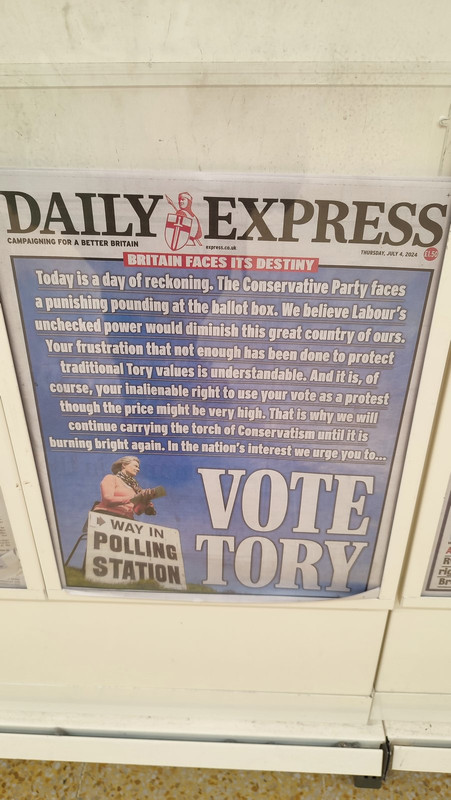 DAILY EXPRESS
CAMPAIGNING FOR A BETTER BRITAIN
express.co.uk
THURSDAY, JULY 4, 2024
BRITAIN FACES ITS DESTINY
Today is a day of reckoning. The Conservative Party faces
a punishing pounding at the ballot box. We believe Labour's
unchecked power would diminish this great country of ours.
Your frustration that not enough has been done to protect
traditional Tory values is understandable. And it is, of
course, your inalienable right to use your vote as a protest
though the price might be very high. That is why we will
continue carrying the torch of Conservatism until it is
burning bright again. In the nation's interest we urge you to...
VOTE
TORY
WAY IN
POLLING
STATION